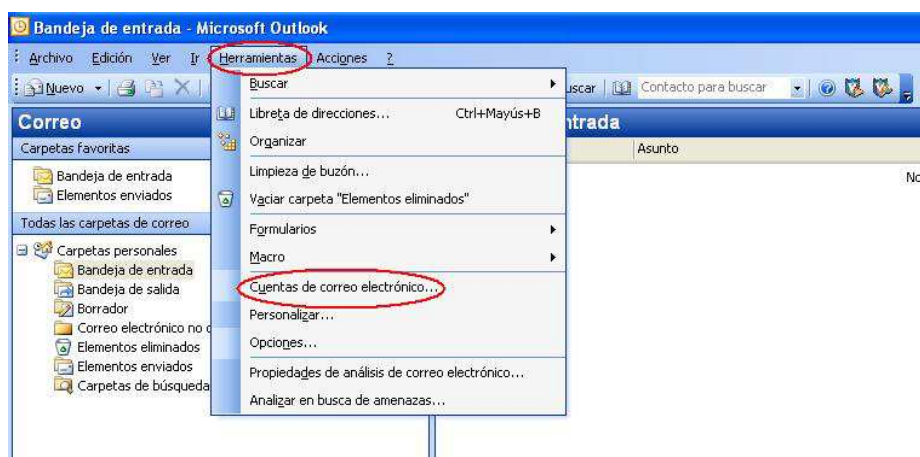 Bandeja de entrada - Microsoft Outlook
Archivo Edición Ver Ir Herramientas Acciones ?
Nuevo uscar Contacto para buscar
Correo ntrada
Carpetas favoritas
Asunto
Bandeja de entrada
Elementos enviados
No
Todas las carpetas de correo
Carpetas personales
Bandeja de entrada
Bandeja de salida
Borrador
Correo electrónico no d
Elementos eliminados
Elementos enviados
Carpetas de búsqueda
Buscar
Libreta de direcciones... Ctrl+Mayús+B
Organizar
Limpieza de buzón...
Vaciar carpeta "Elementos eliminados"
Formularios
Macro
Cuentas de correo electrónico...
Personalizar...
Opciones...
Propiedades de análisis de correo electrónico...
Analizar en busca de amenazas...